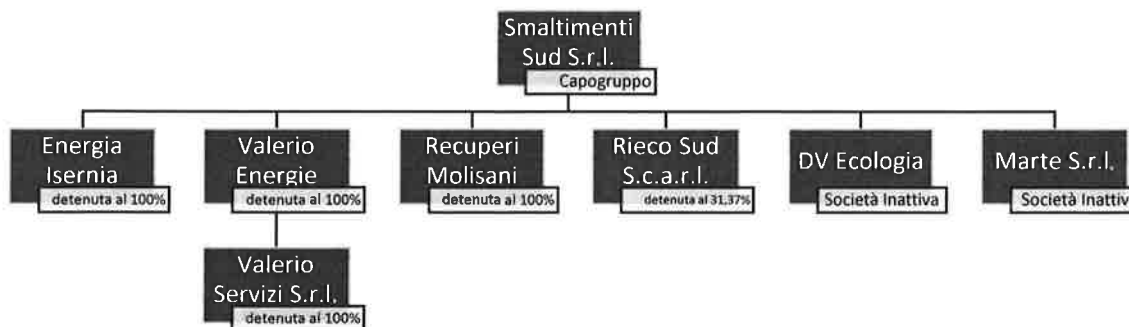 Smaltimenti
Sud S.r.l.
Capogruppo
Energia
Isernia
detenuta al 100%
Valerio
Energie
detenuta al 100%
Recuperi
Molisani
detenuta al 100%
Rieco Sud
S.c.a.r.l.
detenuta al 31,37%
DV Ecologia
Società Inattiva
Marte S.r.l.
Società Inattiv
Valerio
Servizi S.r.l.
detenuta al 100%